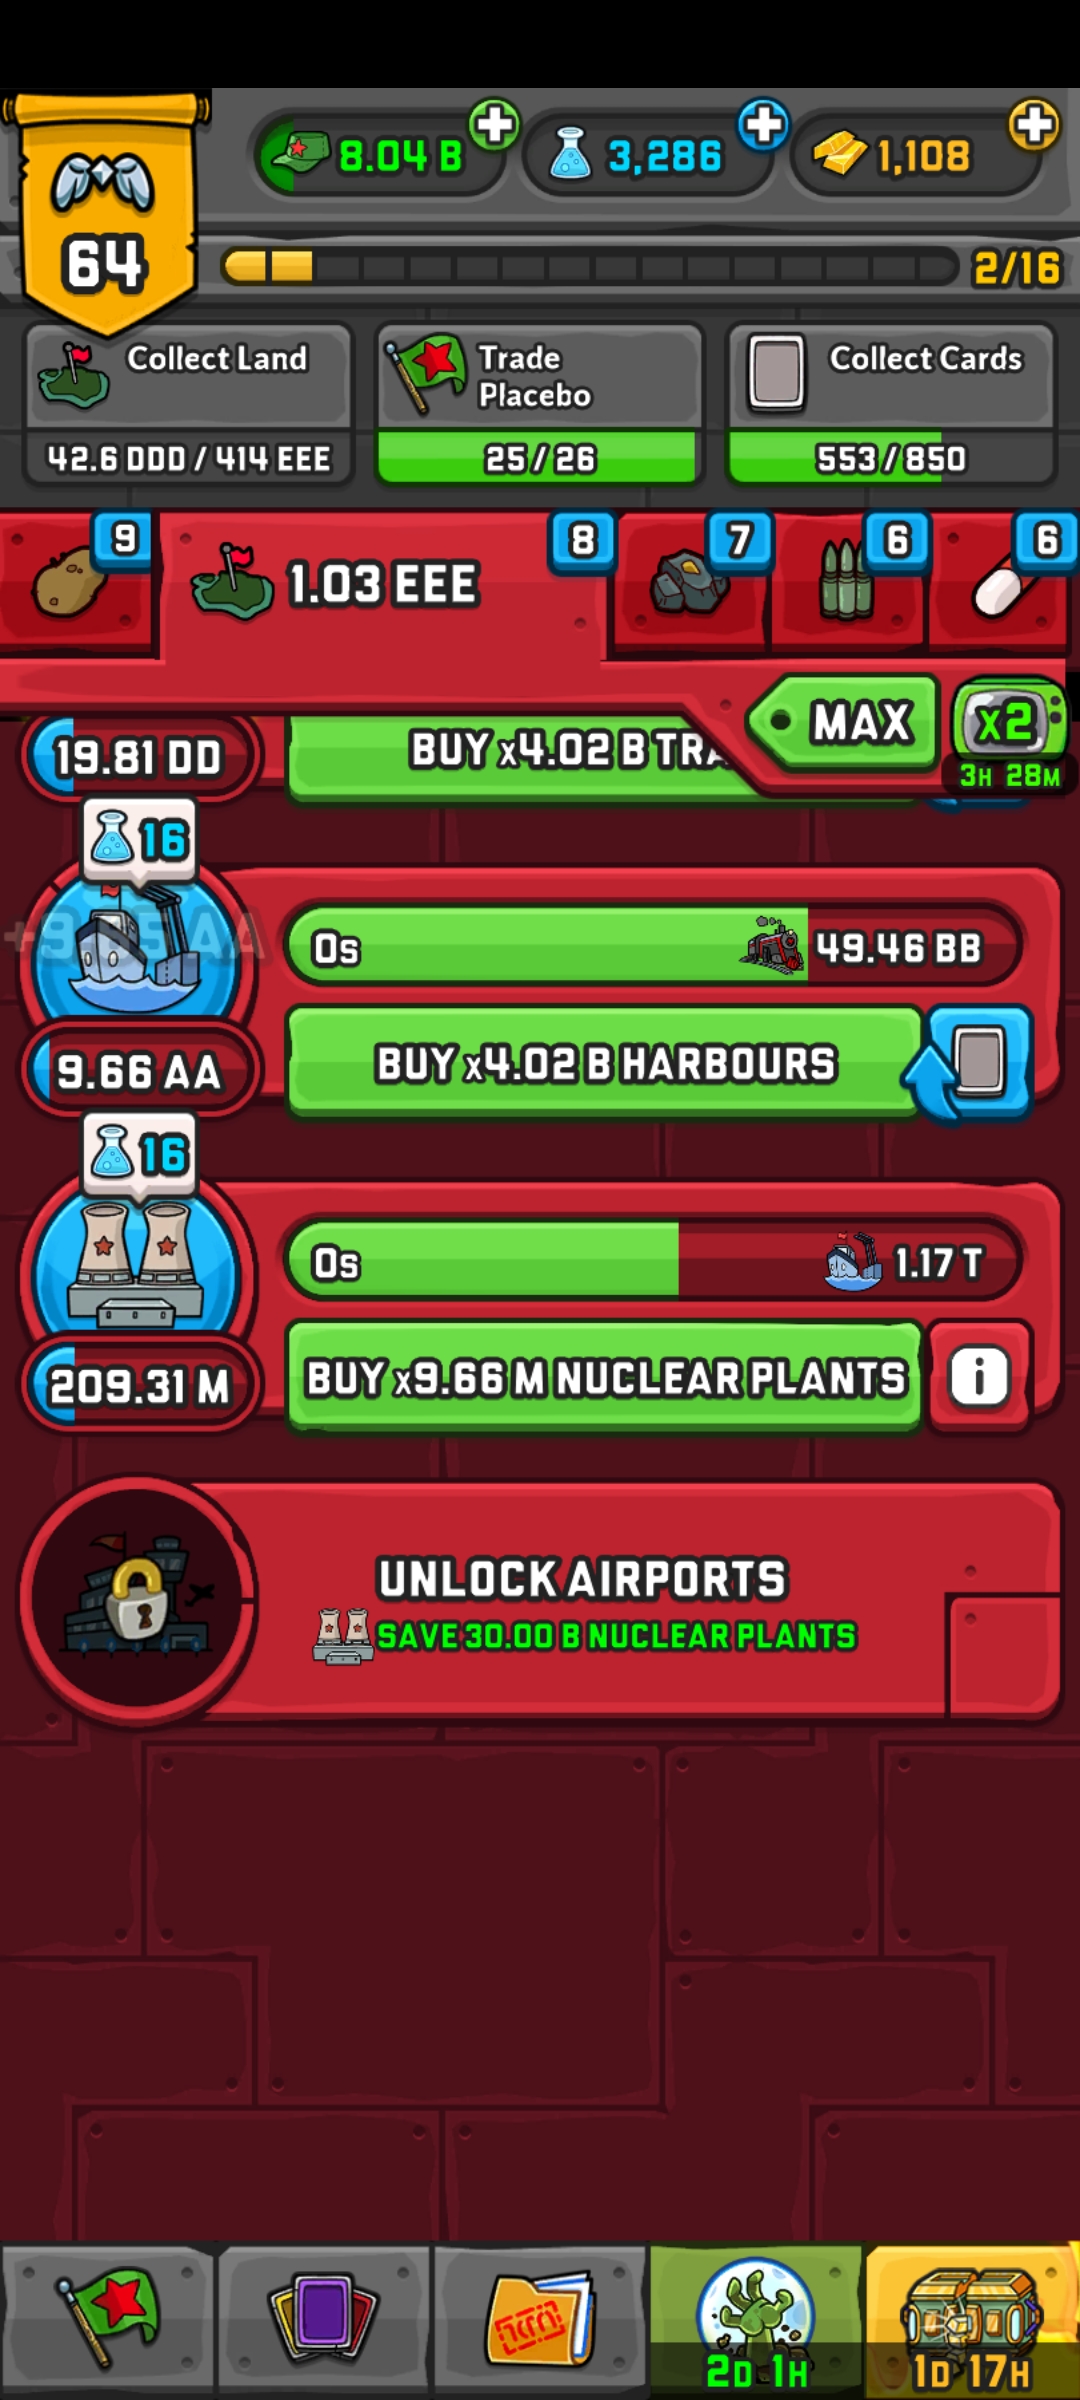 64
8.04 B
3,286
1,108
2/16
Collect Land
42.6 DDD / 414 EEE
Trade
Placebo
25 / 26
Collect Cards
553 / 850
9
1.03 EEE
8
7
6
6
MAX
x2
3H 28M
19.81 DD
BUY x4.02 B TRA
16
0s
49.46 BB
9.66 AA
BUY x4.02 B HARBOURS
16
0s
1.17 T
209.31 M
BUY x9.66 M NUCLEAR PLANTS
i
UNLOCK AIRPORTS
SAVE 30.00 B NUCLEAR PLANTS
2D 1H
1D 17H